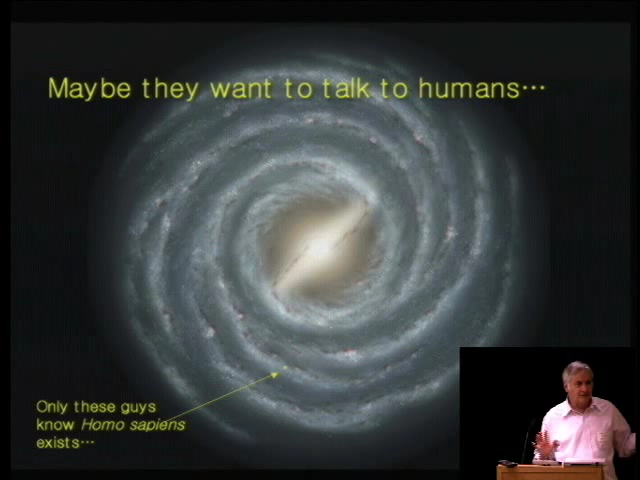 Maybe they want to talk to humans…
Only these guys
know Homo sapiens
exists…